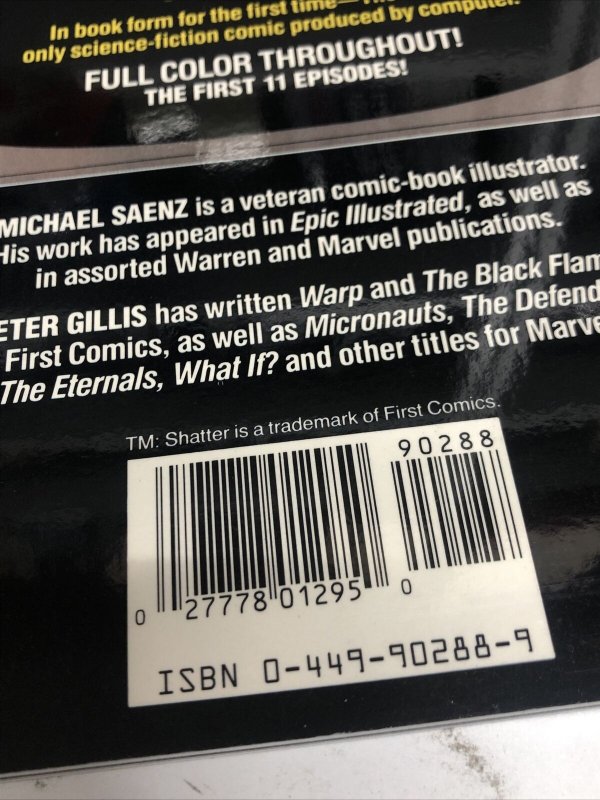 In book form for the first time—
only science-fiction comic produced by computer.
FULL COLOR THROUGHOUT!
THE FIRST 11 EPISODES!
MICHAEL SAENZ is a veteran comic-book illustrator.
His work has appeared in Epic Illustrated, as well as
in assorted Warren and Marvel publications.
ETER GILLIS has written Warp and The Black Flam
First Comics, as well as Micronauts, The Defend
The Eternals, What If? and other titles for Marve
TM: Shatter is a trademark of First Comics.
90288
0 27778 01295 0
ISBN 0-449-90288-9